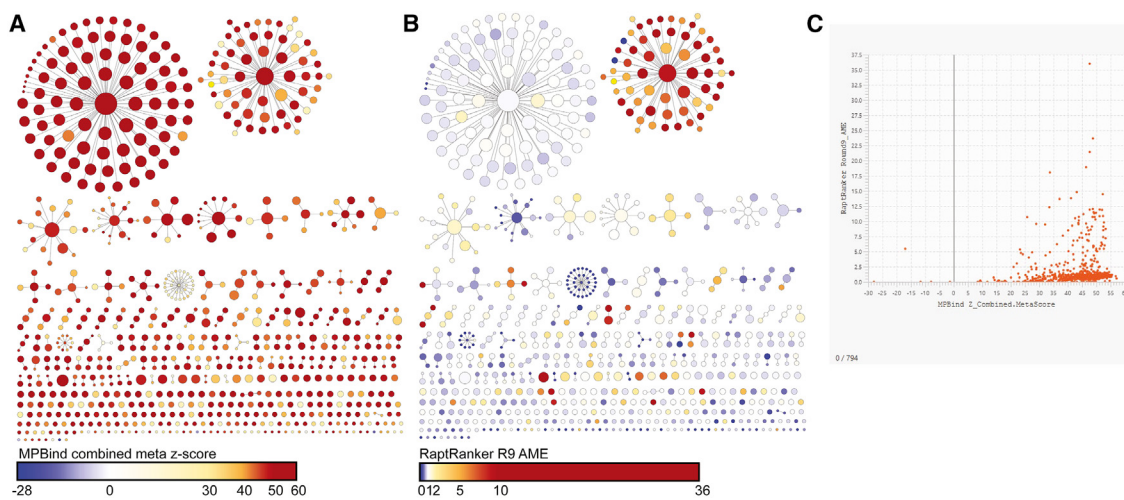 A
B
C
MPBind combined meta z-score
-28 0 30 40 50 60
RaptRanker R9 AME
0 1 2 5 10 36
37.5
35.0
32.5
30.0
27.5
25.0
22.5
20.0
17.5
15.0
12.5
10.0
7.5
5.0
2.5
0.0
RaptRanker Round9_AME
-30 -25 -20 -15 -10 -5 0 5 10 15 20 25 30 35 40 45 50 55
MPBind Z_Combined.MetaScore
0 / 794